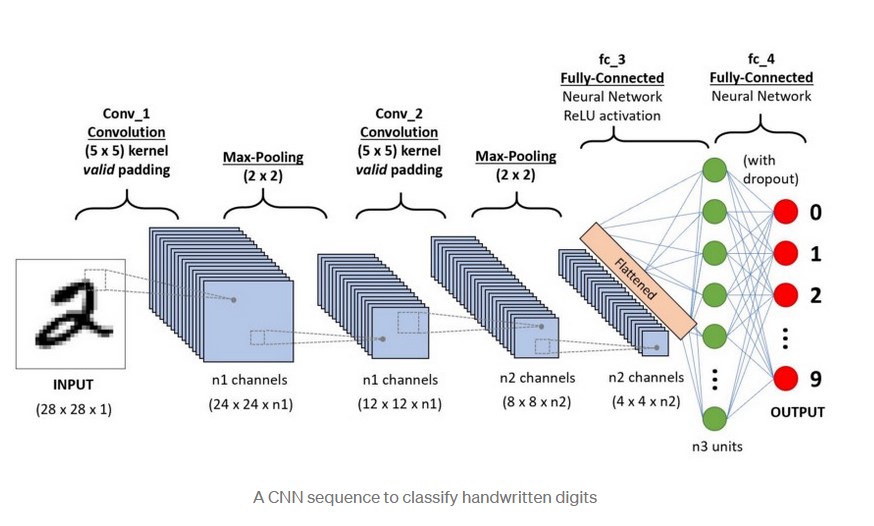 Conv_1
Convolution
(5 x 5) kernel
valid padding
Max-Pooling
(2 x 2)
Conv_2
Convolution
(5 x 5) kernel
valid padding
Max-Pooling
(2 x 2)
fc_3
Fully-Connected
Neural Network
ReLU activation
fc_4
Fully-Connected
Neural Network
(with
dropout)
INPUT
(28 x 28 x 1)
n1 channels
(24 x 24 x n1)
n1 channels
(12 x 12 x n1)
n2 channels
(8 x 8 x n2)
n2 channels
(4 x 4 x n2)
Flattened
n3 units
0
1
2
9
OUTPUT
2
A CNN sequence to classify handwritten digits